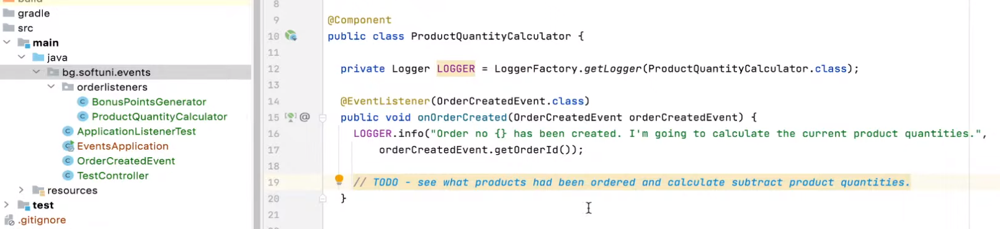 build
gradle
src
main
java
bg.softuni.events
orderlisteners
BonusPointsGenerator
ProductQuantityCalculator
ApplicationListenerTest
EventsApplication
OrderCreatedEvent
TestController
resources
test
.gitignore
8
9 @Component
10 public class ProductQuantityCalculator {
11
12 private Logger LOGGER = LoggerFactory.getLogger(ProductQuantityCalculator.class);
13
14 @EventListener(OrderCreatedEvent.class)
15 @ public void onOrderCreated(OrderCreatedEvent orderCreatedEvent) {
16 LOGGER.info("Order no {} has been created. I'm going to calculate the current product quantities.",
17 orderCreatedEvent.getOrderId());
18
19 // TODO - see what products had been ordered and calculate subtract product quantities.
20 }
21